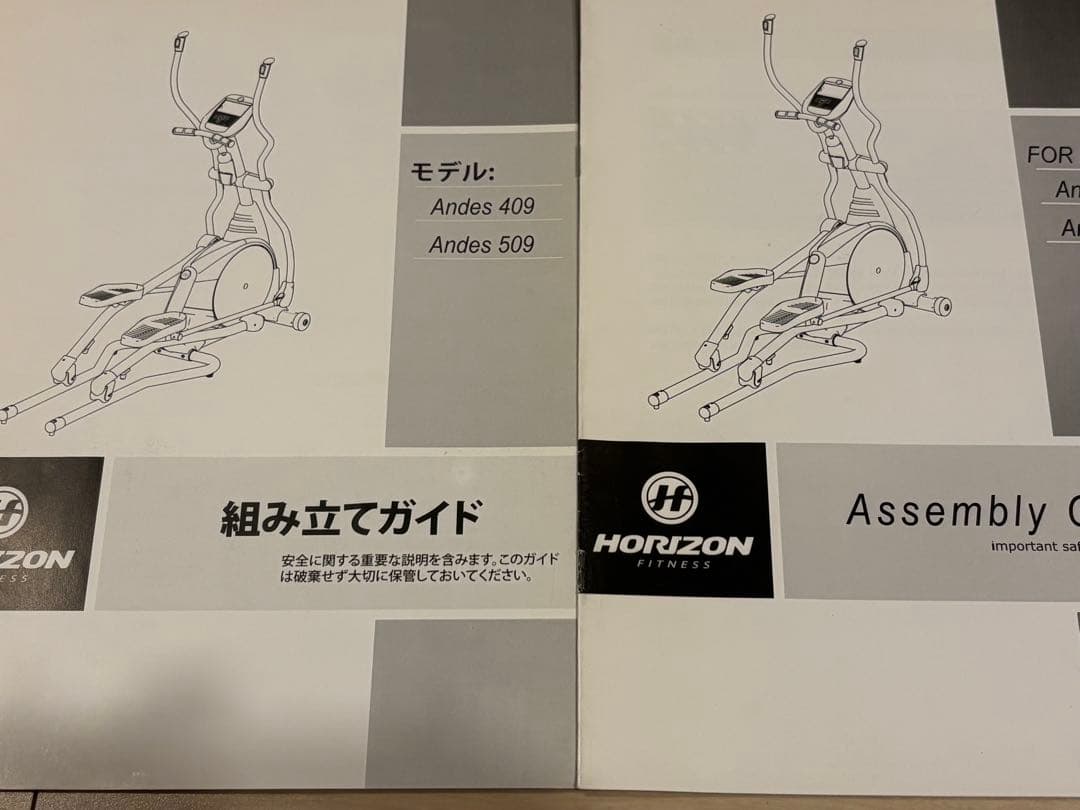 モデル:
Andes 409
Andes 509
組み立てガイド
安全に関する重要な説明を含みます。このガイド
は破棄せず大切に保管しておいてください。
FOR
HORIZON
FITNESS
Assembly
important